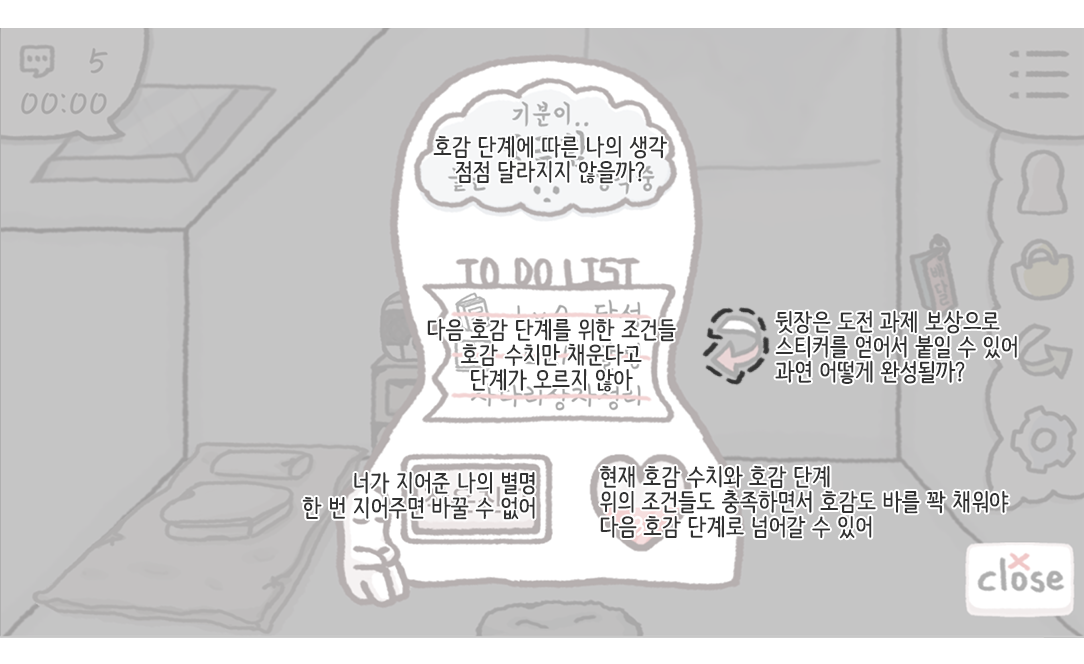 5
00:00
기분이..
호감 단계에 따른 나의 생각
점점 달라지지 않을까?
TO DO LIST
다음 호감 단계를 위한 조건들
호감 수치만 채운다고
단계가 오르지 않아
뒷장은 도전 과제 보상으로
스티커를 얻어서 붙일 수 있어
과연 어떻게 완성될까?
너가 지어준 나의 별명
한 번 지어주면 바꿀 수 없어
현재 호감 수치와 호감 단계
위의 조건들도 충족하면서 호감도 바를 꽉 채워야
다음 호감 단계로 넘어갈 수 있어
close